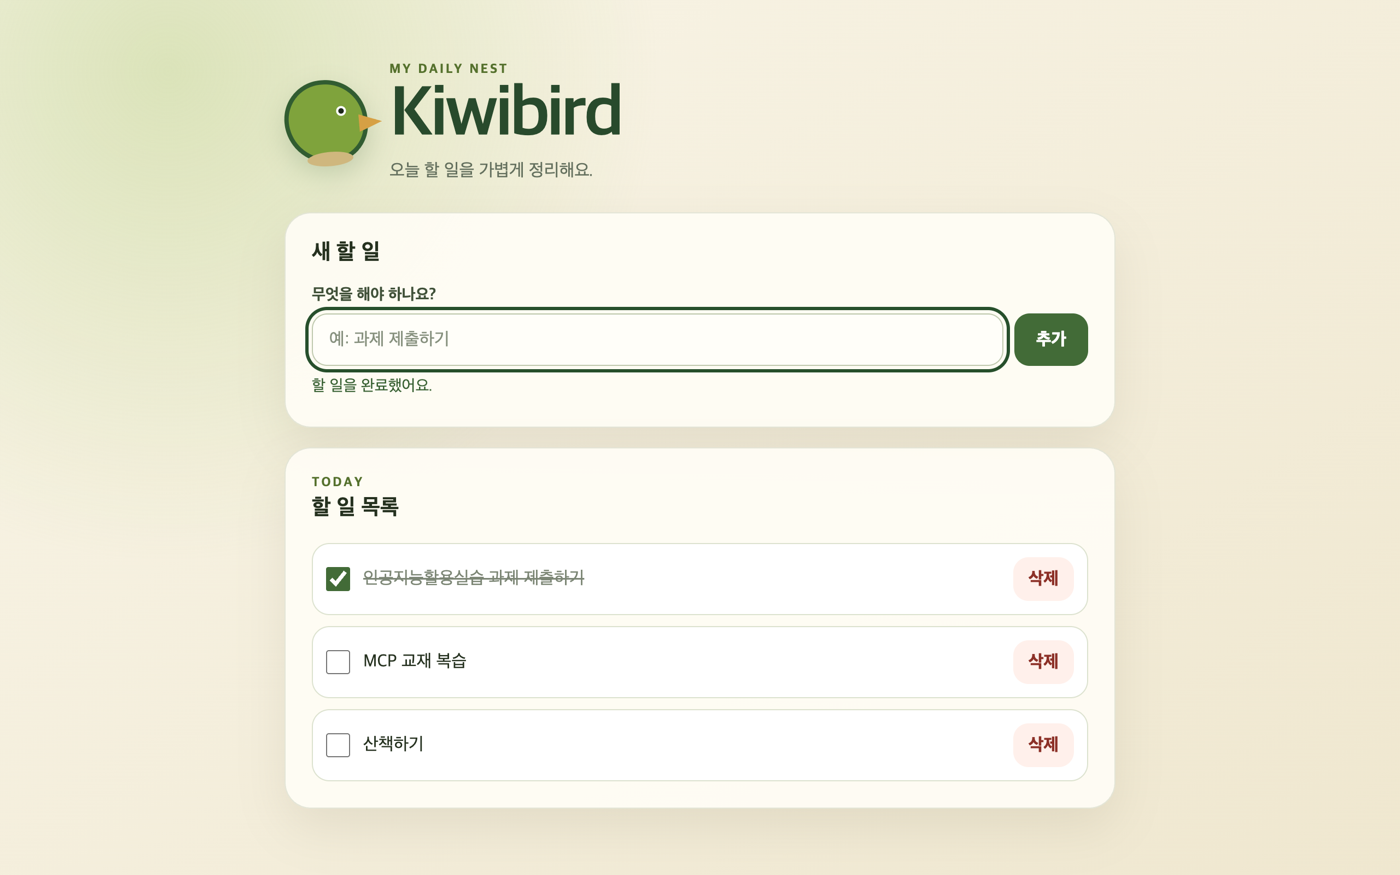 MY DAILY NEST
Kiwibird
오늘 할 일을 가볍게 정리해요.
새 할 일
무엇을 해야 하나요?
예: 과제 제출하기
추가
할 일을 완료했어요.
TODAY
할 일 목록
인공지능활용실습 과제 제출하기
삭제
MCP 교재 복습
삭제
산책하기
삭제